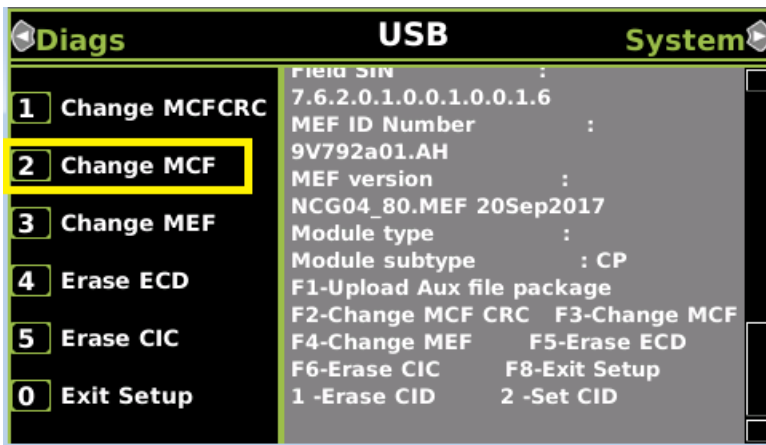 Diags USB System
1 Change MCFCRC
2 Change MCF
3 Change MEF
4 Erase ECD
5 Erase CIC
0 Exit Setup
Field SIN :
7.6.2.0.1.0.0.1.0.0.1.6
MEF ID Number :
9V792a01.AH
MEF version :
NCG04_80.MEF 20Sep2017
Module type :
Module subtype : CP
F1-Upload Aux file package
F2-Change MCF CRC F3-Change MCF
F4-Change MEF F5-Erase ECD
F6-Erase CIC F8-Exit Setup
1 -Erase CID 2 -Set CID